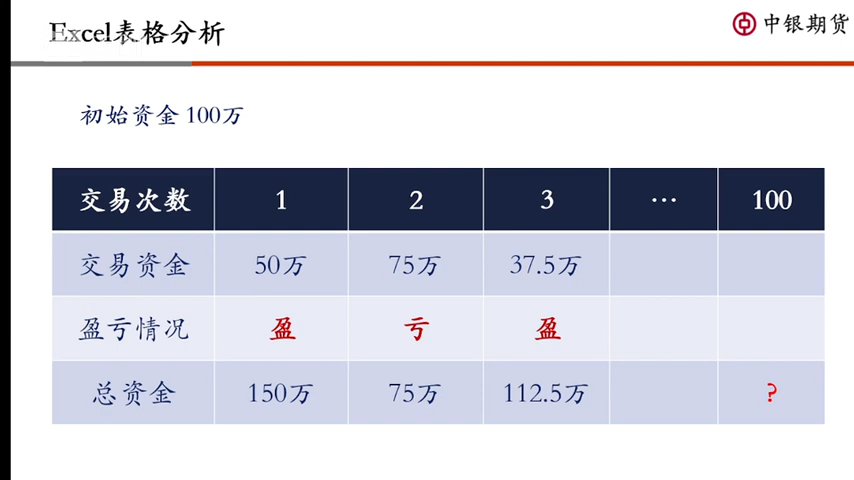 Excel表格分析
中银期货
初始资金 100万
交易次数 1 2 3 … 100
交易资金 50万 75万 37.5万
盈亏情况 盈 亏 盈
总资金 150万 75万 112.5万 ?